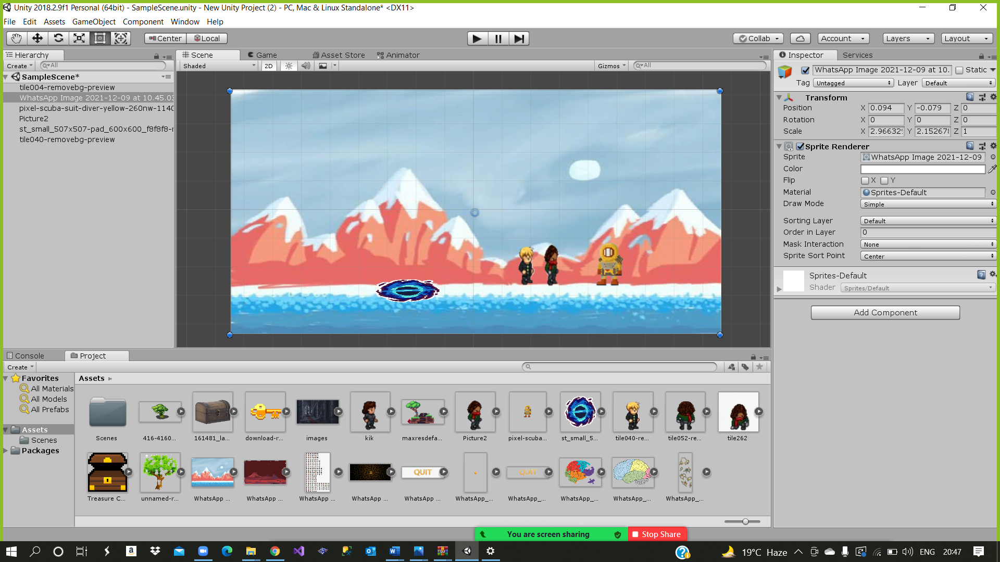 Unity 2018.2.9f1 Personal (64bit) - SampleScene.unity - New Unity Project (2) - PC, Mac & Linux Standalone* <DX11>
File Edit Assets GameObject Component Window Help
Center Local Collab Account Layers Layout
Hierarchy Scene Game Asset Store Animator Inspector Services
Create All Shaded 2D Gizmos All
SampleScene*
tile004-removebg-preview
WhatsApp Image 2021-12-09 at 10.45.03
pixel-scuba-suit-diver-yellow-260nw-1140
Picture2
st_small_507x507-pad_600x600_f8f8f8-r
tile040-removebg-preview
WhatsApp Image 2021-12-09 at 10. Static
Tag Untagged Layer Default
Transform
Position X 0.094 Y -0.079 Z 0
Rotation X 0 Y 0 Z 0
Scale X 2.96632 Y 2.15267 Z 1
Sprite Renderer
Sprite WhatsApp Image 2021-12-09
Color
Flip X Y
Material Sprites-Default
Draw Mode Simple
Sorting Layer Default
Order in Layer 0
Mask Interaction None
Sprite Sort Point Center
Sprites-Default
Shader Sprites/Default
Add Component
Console Project
Create
Favorites
All Materials
All Models
All Prefabs
Assets
Scenes
Packages
Assets
Scenes 416-4160... 161481_la... download-r... images kik maxresdefa... Picture2 pixel-scuba... st_small_5... tile040-re... tile052-re... tile262
QUIT QUIT
Treasure C... unnamed-r... WhatsApp ... WhatsApp ... WhatsApp ... WhatsApp ... WhatsApp ... WhatsApp_... WhatsApp_... WhatsApp_... WhatsApp_... WhatsApp_...
You are screen sharing Stop Share
19°C Haze ENG 20:47